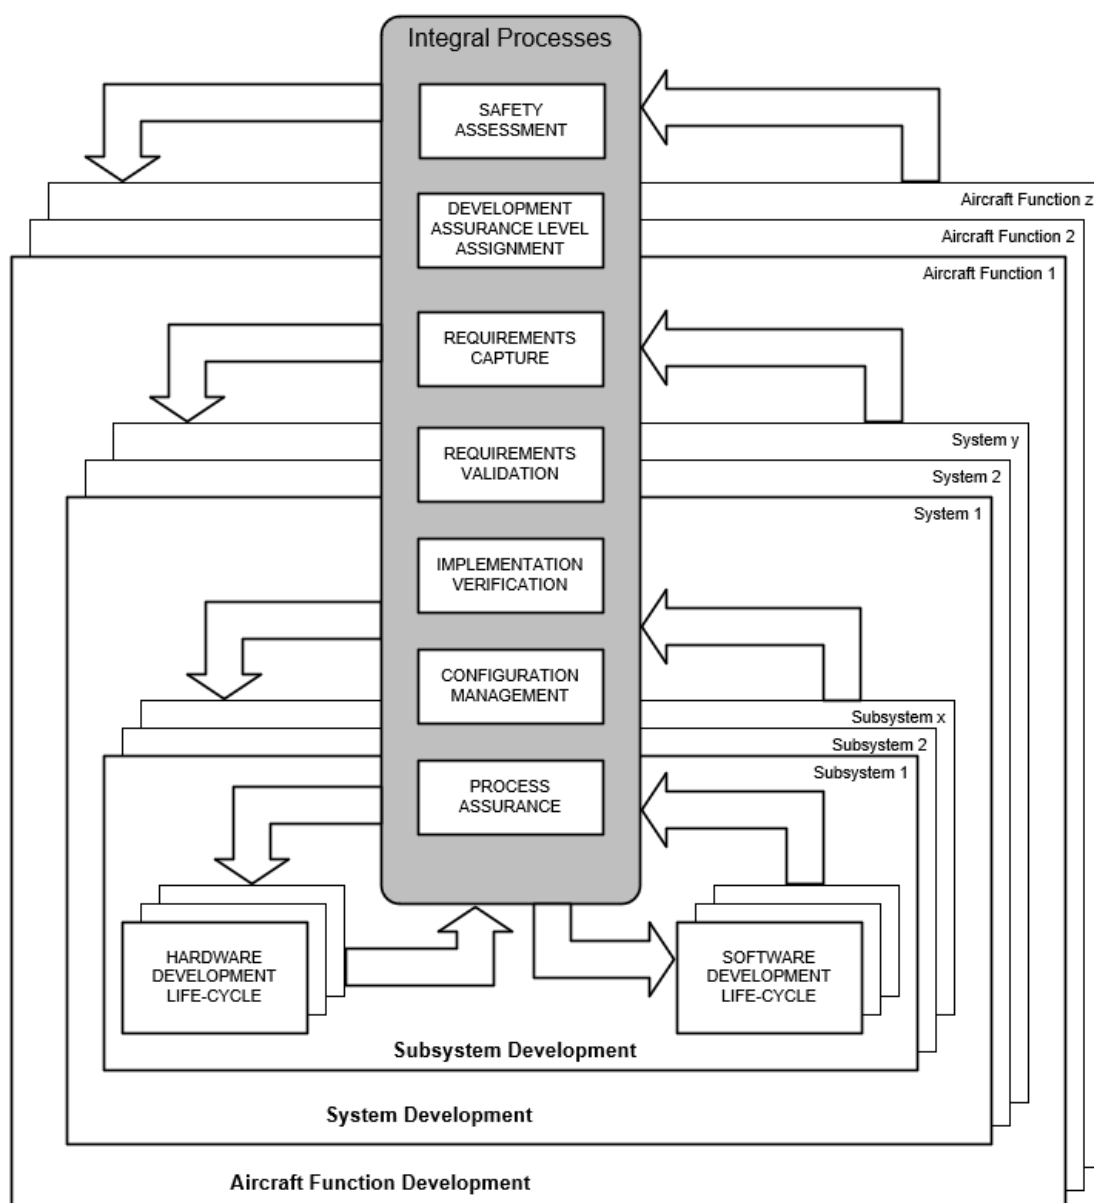 Integral Processes
SAFETY
ASSESSMENT
DEVELOPMENT
ASSURANCE LEVEL
ASSIGNMENT
Aircraft Function z
Aircraft Function 2
Aircraft Function 1
REQUIREMENTS
CAPTURE
REQUIREMENTS
VALIDATION
System y
System 2
System 1
IMPLEMENTATION
VERIFICATION
CONFIGURATION
MANAGEMENT
Subsystem x
Subsystem 2
Subsystem 1
PROCESS
ASSURANCE
HARDWARE
DEVELOPMENT
LIFE-CYCLE
SOFTWARE
DEVELOPMENT
LIFE-CYCLE
Subsystem Development
System Development
Aircraft Function Development